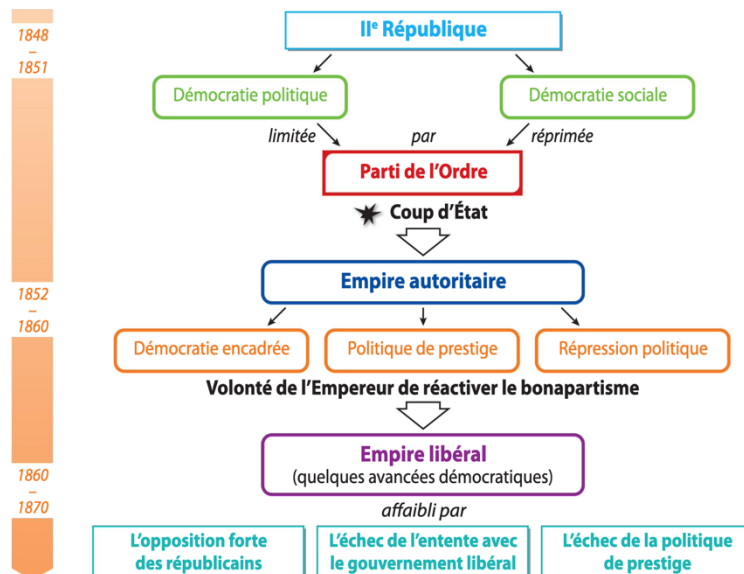 1848
–
1851
IIᵉ République
Démocratie politique
Démocratie sociale
limitée par réprimée
Parti de l'Ordre
Coup d'État
1852
–
1860
Empire autoritaire
Démocratie encadrée
Politique de prestige
Répression politique
Volonté de l'Empereur de réactiver le bonapartisme
1860
–
1870
Empire libéral
(quelques avancées démocratiques)
affaibli par
L'opposition forte
des républicains
L'échec de l'entente avec
le gouvernement libéral
L'échec de la politique
de prestige